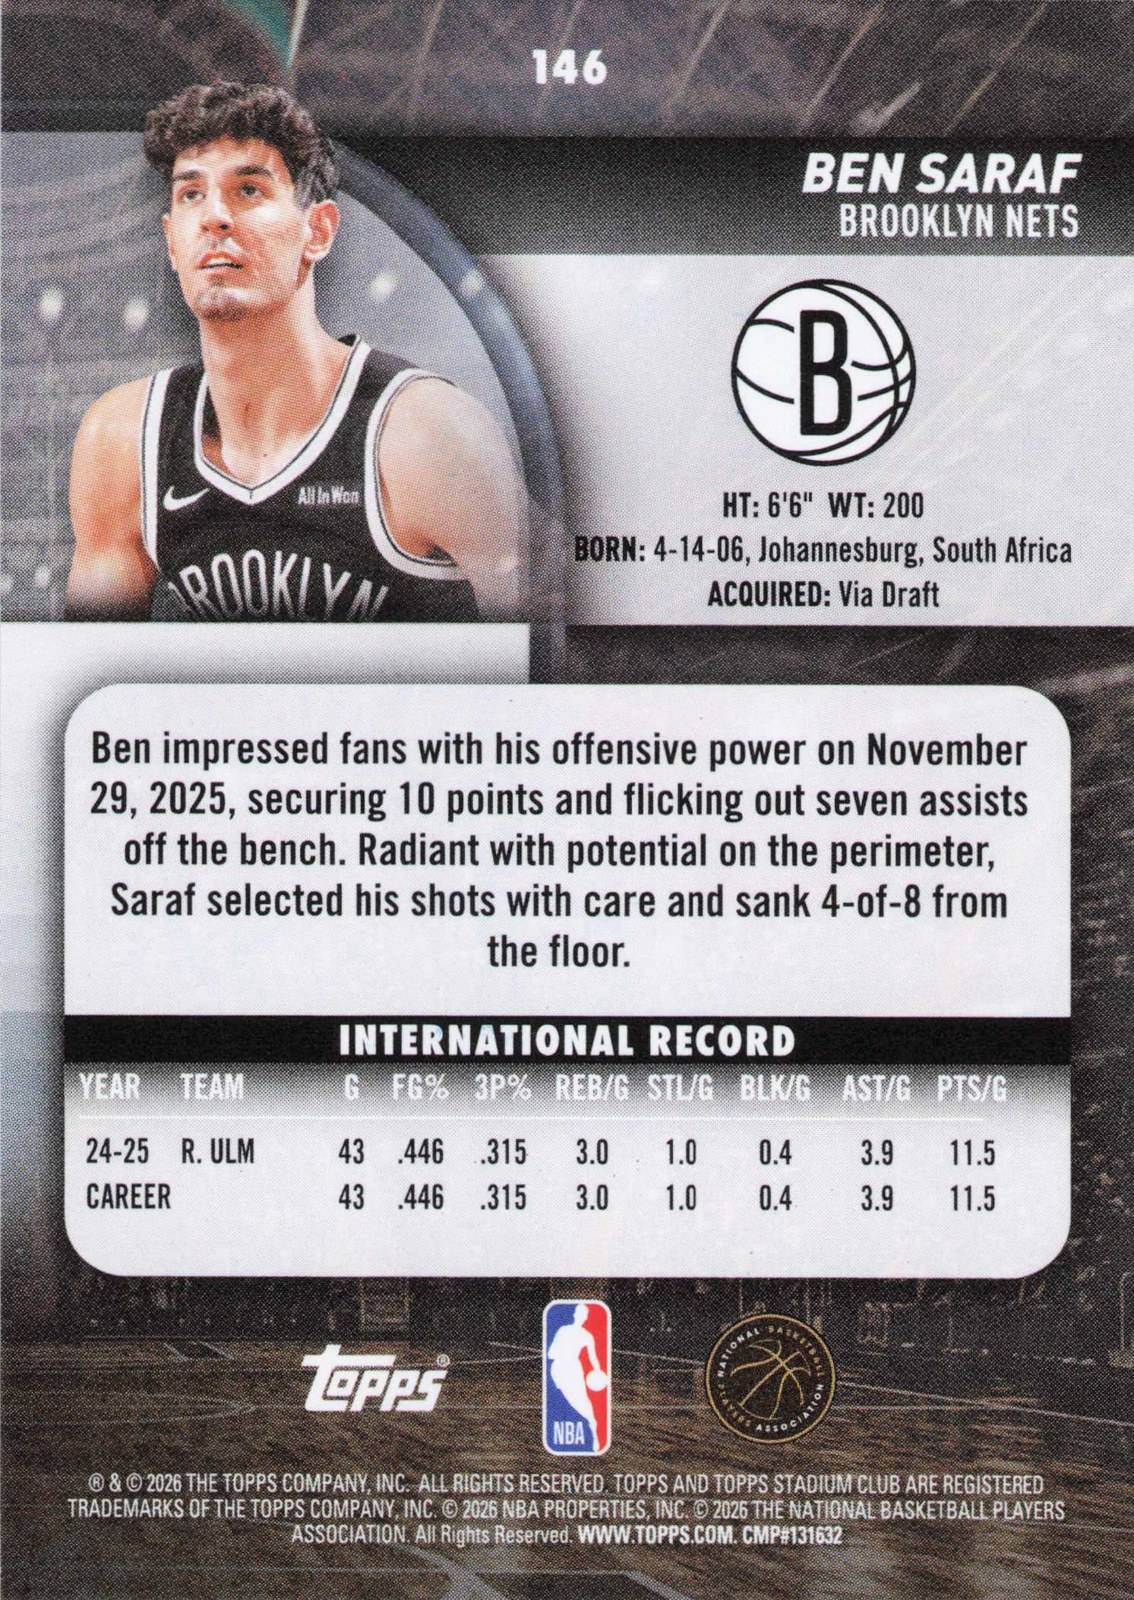 146
BEN SARAF
BROOKLYN NETS
B
HT: 6'6" WT: 200
BORN: 4-14-06, Johannesburg, South Africa
ACQUIRED: Via Draft
All In Won
BROOKLYN
Ben impressed fans with his offensive power on November
29, 2025, securing 10 points and flicking out seven assists
off the bench. Radiant with potential on the perimeter,
Saraf selected his shots with care and sank 4-of-8 from
the floor.
INTERNATIONAL RECORD
YEAR TEAM G FG% 3P% REB/G STL/G BLK/G AST/G PTS/G
24-25 R. ULM 43 .446 .315 3.0 1.0 0.4 3.9 11.5
CAREER 43 .446 .315 3.0 1.0 0.4 3.9 11.5
topps®
NBA
NATIONAL BASKETBALL PLAYERS ASSOCIATION
® & © 2026 THE TOPPS COMPANY, INC. ALL RIGHTS RESERVED. TOPPS AND TOPPS STADIUM CLUB ARE REGISTERED
TRADEMARKS OF THE TOPPS COMPANY, INC. © 2026 NBA PROPERTIES, INC. © 2026 THE NATIONAL BASKETBALL PLAYERS
ASSOCIATION. All Rights Reserved. WWW.TOPPS.COM. CMP#131632